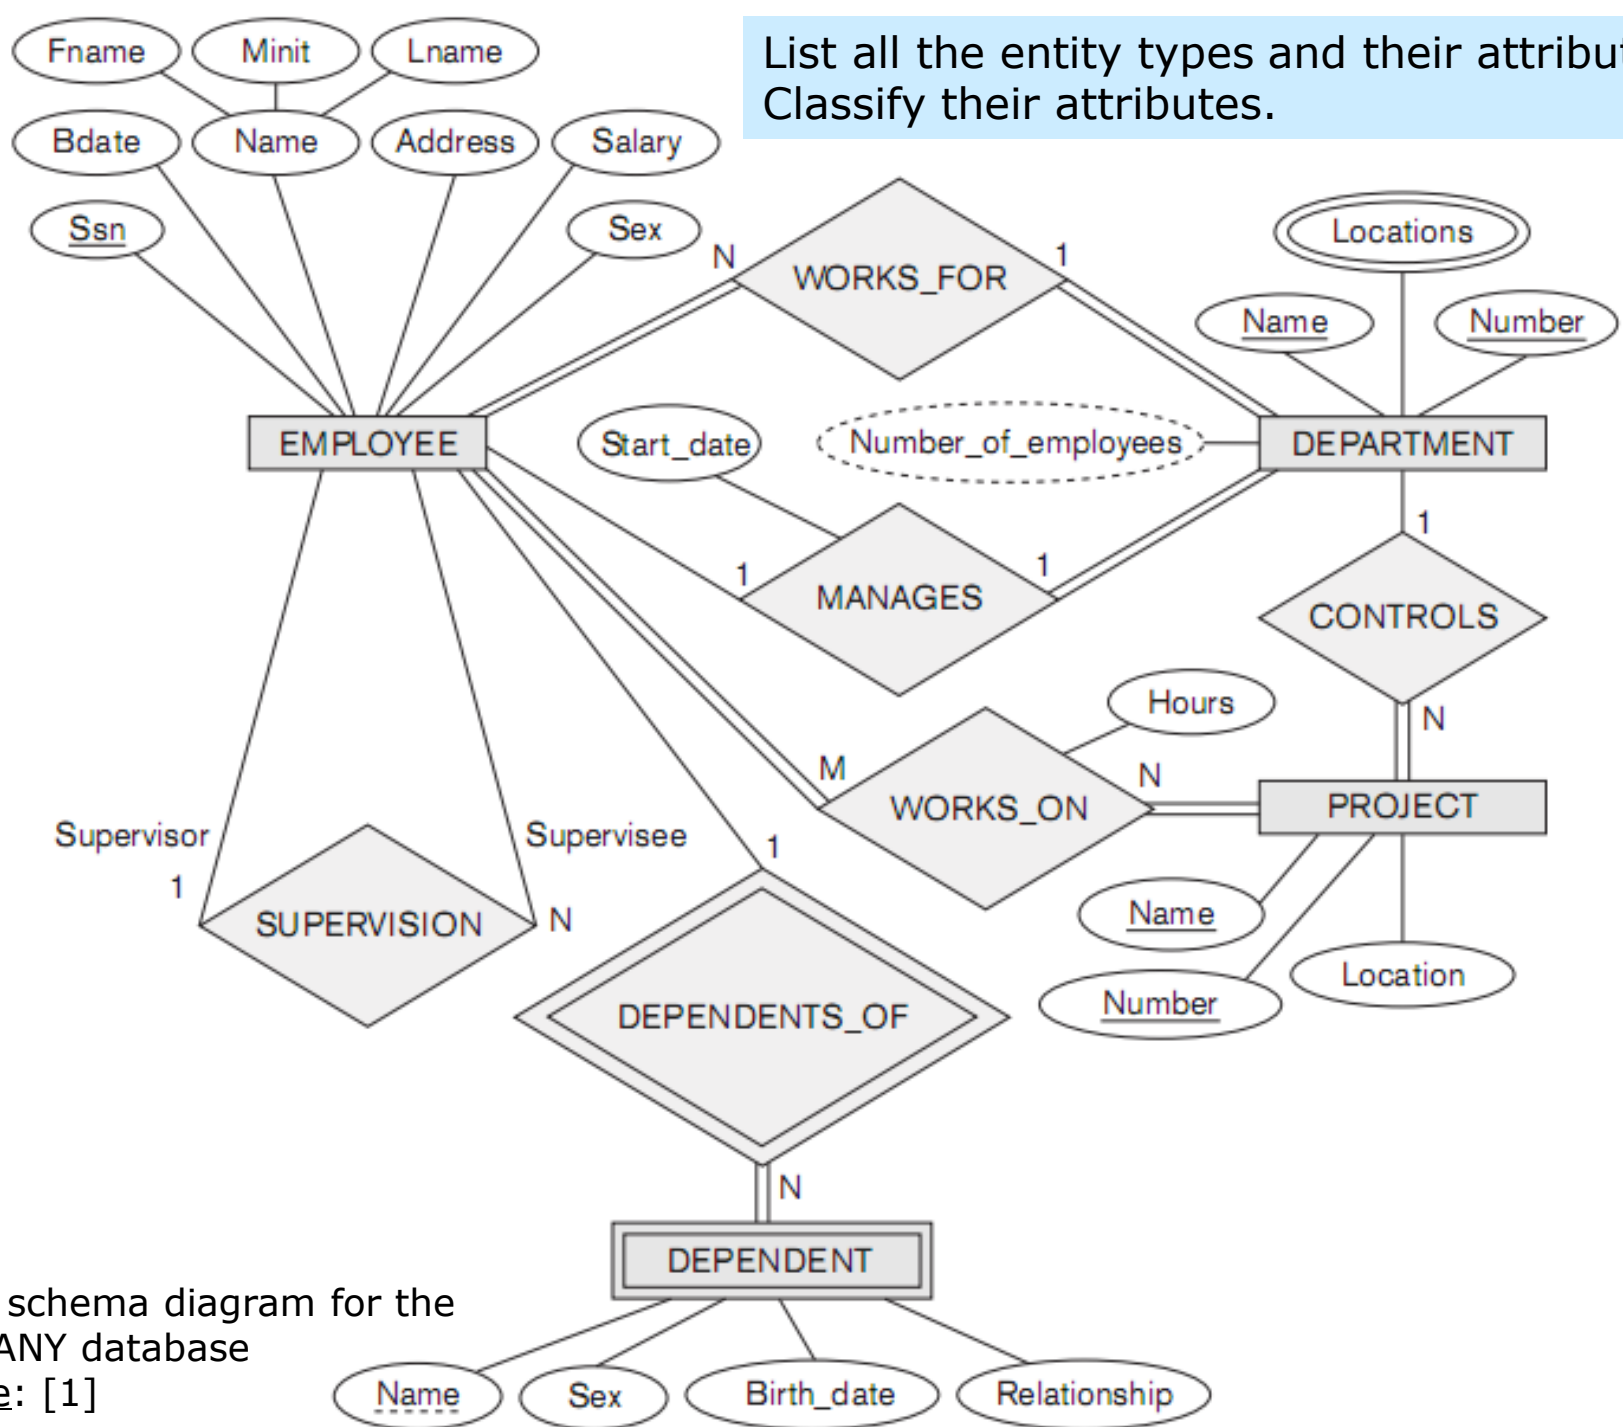 List all the entity types and their
Classify their attributes.
Fname
Minit
Lname
Bdate
Name
Address
Salary
Ssn
Sex
N
WORKS_FOR
1
Locations
Name
Number
EMPLOYEE
Start_date
Number_of_employees
DEPARTMENT
1
MANAGES
1
1
CONTROLS
N
Hours
M
WORKS_ON
N
PROJECT
Name
Number
Location
Supervisor
Supervisee
1
SUPERVISION
N
1
DEPENDENTS_OF
N
DEPENDENT
Name
Sex
Birth_date
Relationship
schema diagram for the
database
[1]